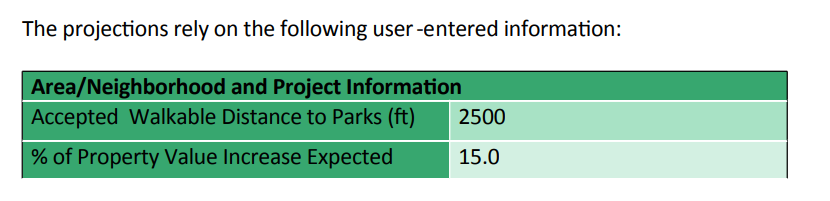 The projections rely on the following user-entered information:
Area/Neighborhood and Project Information
Accepted Walkable Distance to Parks (ft) 2500
% of Property Value Increase Expected 15.0